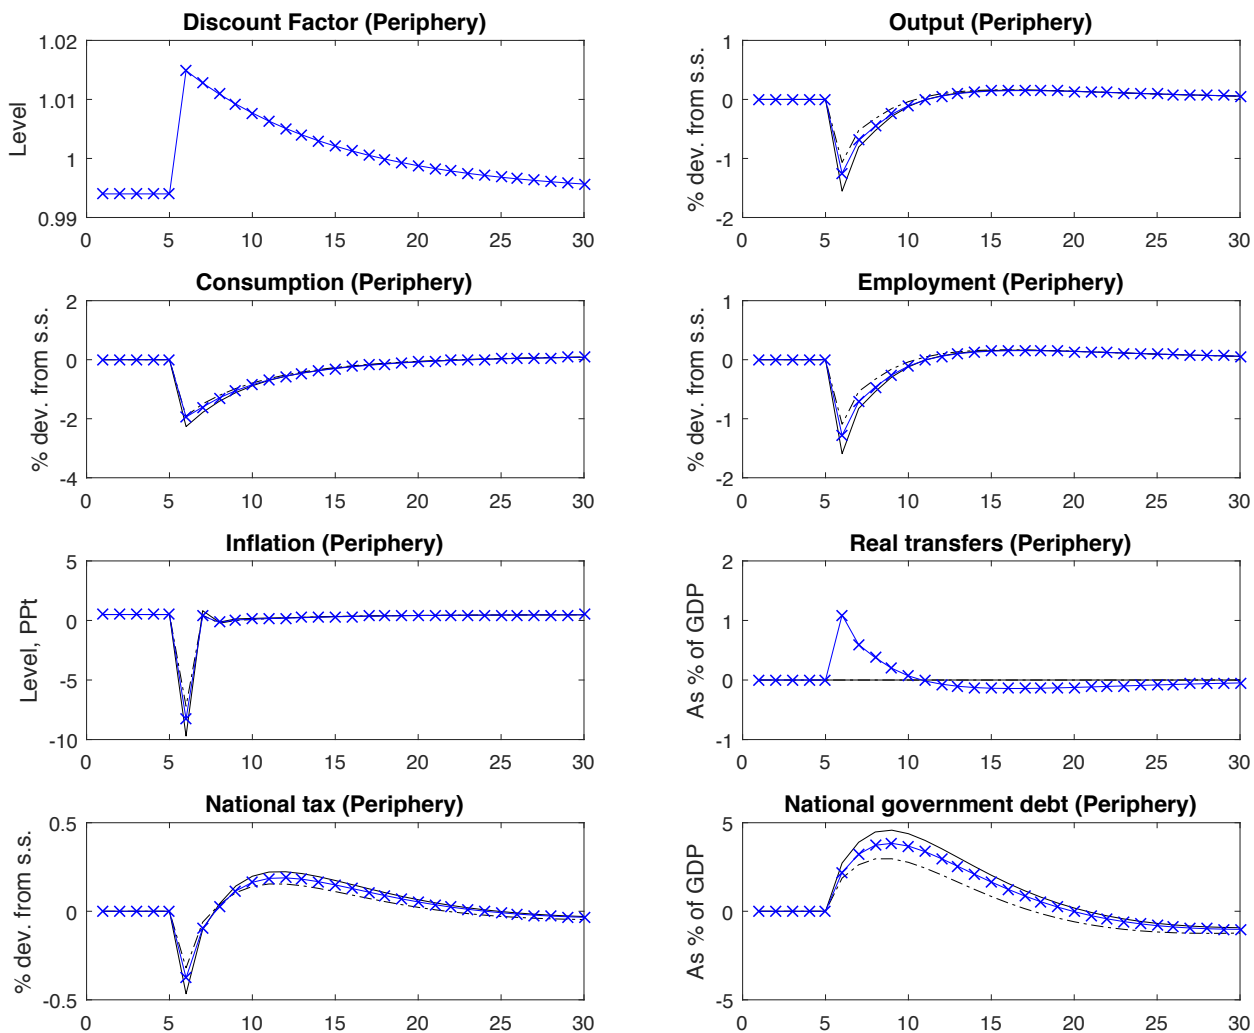 Discount Factor (Periphery)
1.02
1.01
1
0.99
Level
0 5 10 15 20 25 30
Output (Periphery)
1
0
-1
-2
% dev. from s.s.
0 5 10 15 20 25 30
Consumption (Periphery)
2
0
-2
-4
% dev. from s.s.
0 5 10 15 20 25 30
Employment (Periphery)
1
0
-1
-2
% dev. from s.s.
0 5 10 15 20 25 30
Inflation (Periphery)
5
0
-5
-10
Level, PPt
0 5 10 15 20 25 30
Real transfers (Periphery)
2
1
0
-1
As % of GDP
0 5 10 15 20 25 30
National tax (Periphery)
0.5
0
-0.5
% dev. from s.s.
0 5 10 15 20 25 30
National government debt (Periphery)
5
0
-5
As % of GDP
0 5 10 15 20 25 30